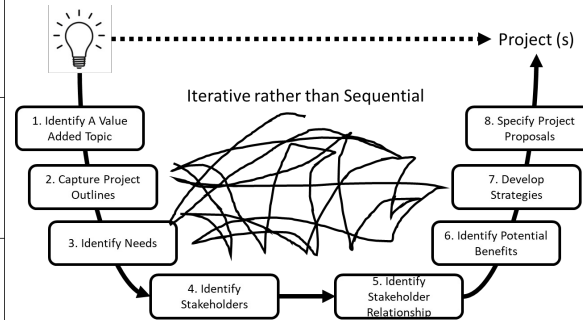 Project (s)
Iterative rather than Sequential
1. Identify A Value
Added Topic
8. Specify Project
Proposals
2. Capture Project
Outlines
7. Develop
Strategies
3. Identify Needs
6. Identify Potential
Benefits
4. Identify
Stakeholders
5. Identify
Stakeholder
Relationship